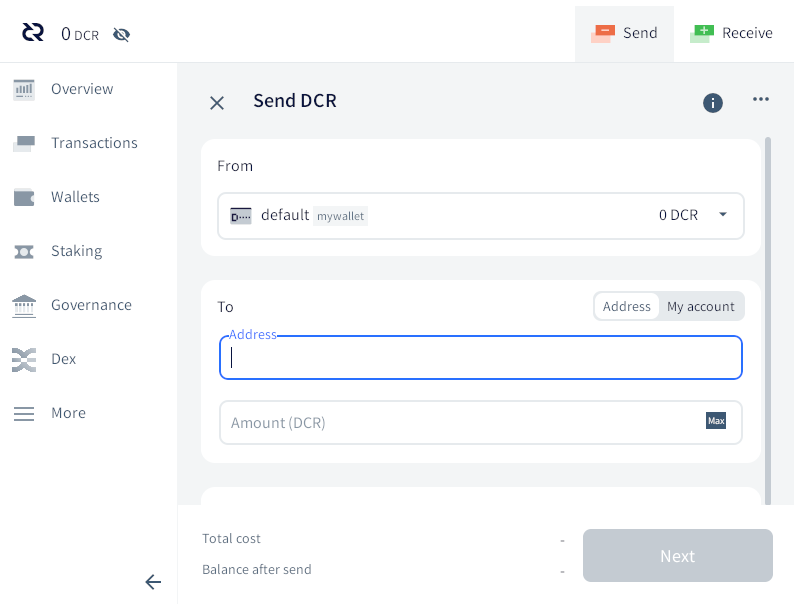 0 DCR
Send
Receive
Overview
Transactions
Wallets
Staking
Governance
Dex
More
Send DCR
From
default mywallet 0 DCR
To
Address My account
Address
Amount (DCR) Max
Total cost -
Balance after send -
Next